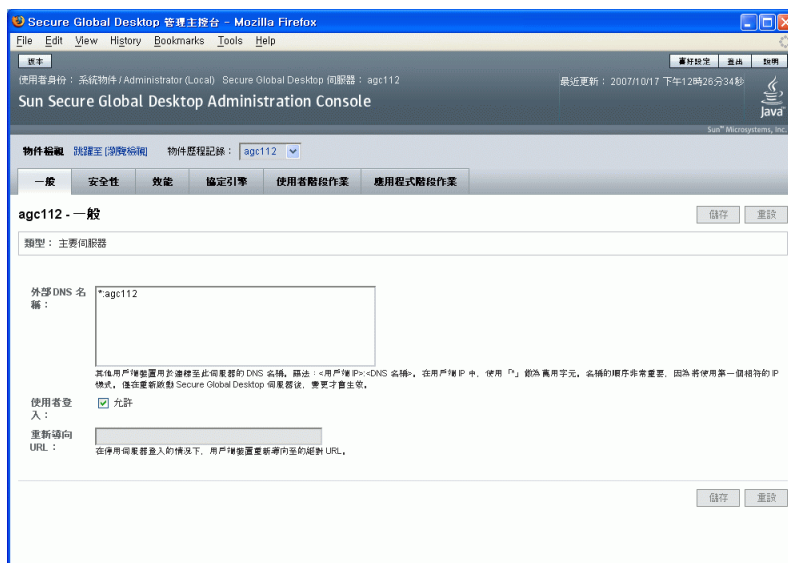 Secure Global Desktop 管理主控台 - Mozilla Firefox
File Edit View History Bookmarks Tools Help
版本 喜好設定 登出 說明
使用者身份： 系統物件 / Administrator (Local) Secure Global Desktop 伺服器： agc112 最近更新： 2007/10/17 下午12時26分34秒
Sun Secure Global Desktop Administration Console
Java
Sun™ Microsystems, Inc.
物件檢視 跳躍至 [瀏覽檢視] 物件歷程記錄： agc112
一般 安全性 效能 協定引擎 使用者階段作業 應用程式階段作業
agc112 - 一般 儲存 重設
類型： 主要伺服器
外部 DNS 名
稱：
*:agc112
其他用戶端裝置用於連線至此伺服器的 DNS 名稱。語法：<用戶端 IP>:<DNS 名稱>。在用戶端 IP 中，使用「*」做為萬用字元。名稱的順序非常重要，因為將使用第一個相符的 IP
模式。僅在重新啟動 Secure Global Desktop 伺服器後，變更才會生效。
使用者登
入：
允許
重新導向
URL：
在停用伺服器登入的情況下，用戶端裝置重新導向至的絕對 URL。
儲存 重設